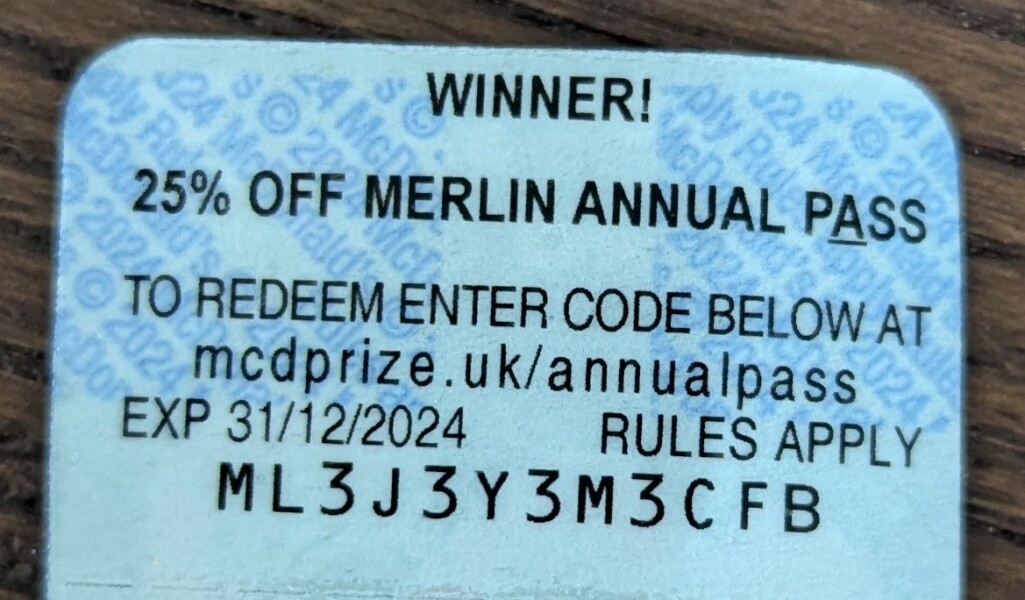 WINNER!
25% OFF MERLIN ANNUAL PASS
TO REDEEM ENTER CODE BELOW AT
mcdprize.uk/annualpass
EXP 31/12/2024 RULES APPLY
ML3J3Y3M3CFB